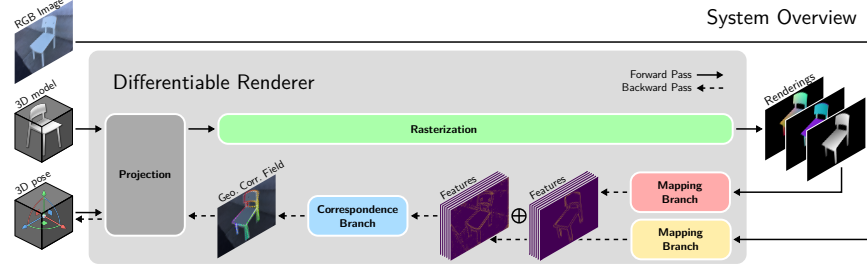 System Overview
RGB Image
Differentiable Renderer
Forward Pass
Backward Pass
3D model
Renderings
Rasterization
Projection
3D pose
Geo. Corr. Field
Features
Features
Correspondence
Branch
Mapping
Branch
Mapping
Branch